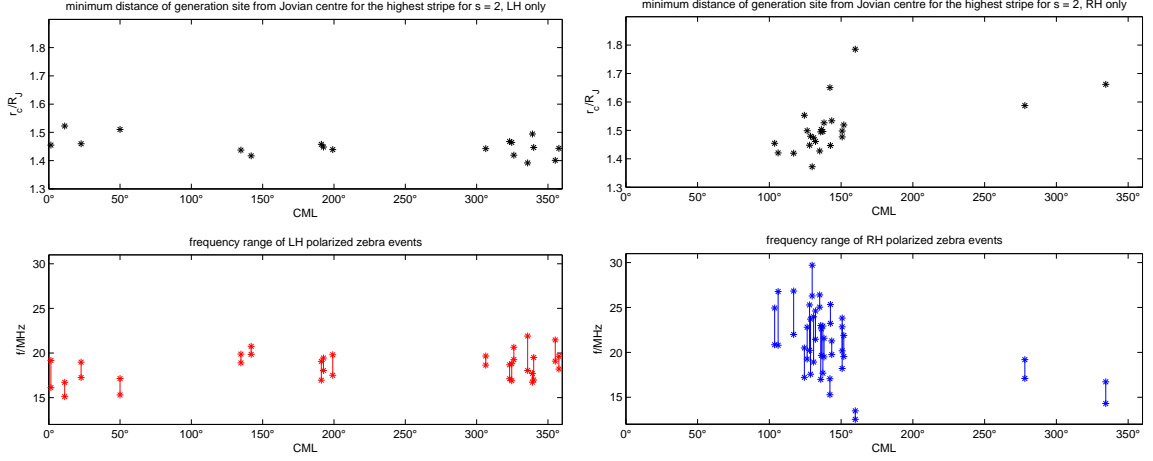 minimum distance of generation site from Jovian centre for the highest stripe for s = 2, LH only
1.8
1.7
1.6
1.5
1.4
1.3
r_c/R_J
0° 50° 100° 150° 200° 250° 300° 350°
CML
minimum distance of generation site from Jovian centre for the highest stripe for s = 2, RH only
1.8
1.7
1.6
1.5
1.4
1.3
r_c/R_J
0° 50° 100° 150° 200° 250° 300° 350°
CML
frequency range of LH polarized zebra events
30
25
20
15
f/MHz
0° 50° 100° 150° 200° 250° 300° 350°
CML
frequency range of RH polarized zebra events
30
25
20
15
f/MHz
0° 50° 100° 150° 200° 250° 300° 350°
CML